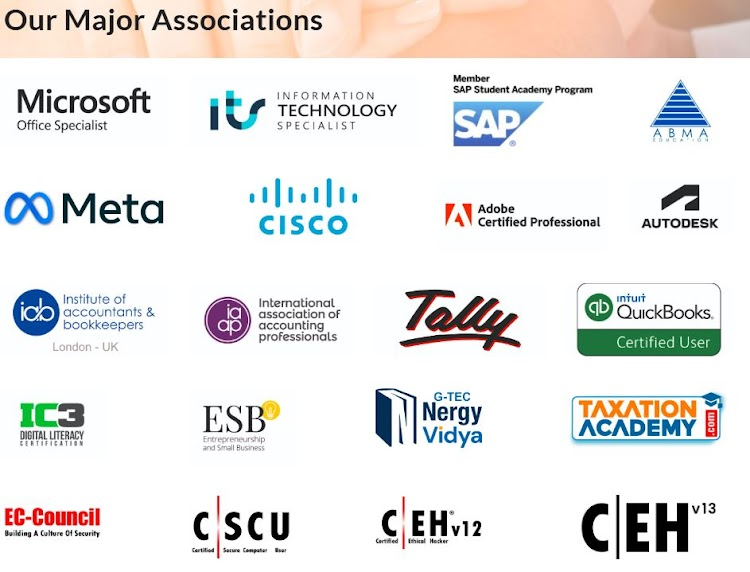 Our Major Associations
Microsoft
Office Specialist
its
INFORMATION
TECHNOLOGY
SPECIALIST
Member
SAP Student Academy Program
SAP®
ABMA
EDUCATION
Meta
CISCO
Adobe
Certified Professional
AUTODESK
iab
Institute of
accountants &
bookkeepers
London - UK
ia
ap
International
association of
accounting
professionals
Tally
qb
intuit
QuickBooks.
Certified User
IC3
DIGITAL LITERACY
CERTIFICATION
ESB
Entrepreneurship
and Small Business
G-TEC
Nergy
Vidya
TAXATION
ACADEMY
.com
EC-Council
Building A Culture Of Security
C|SCU
Certified Secure Computer User
C|EH® v12
Certified Ethical Hacker
C|EH v13